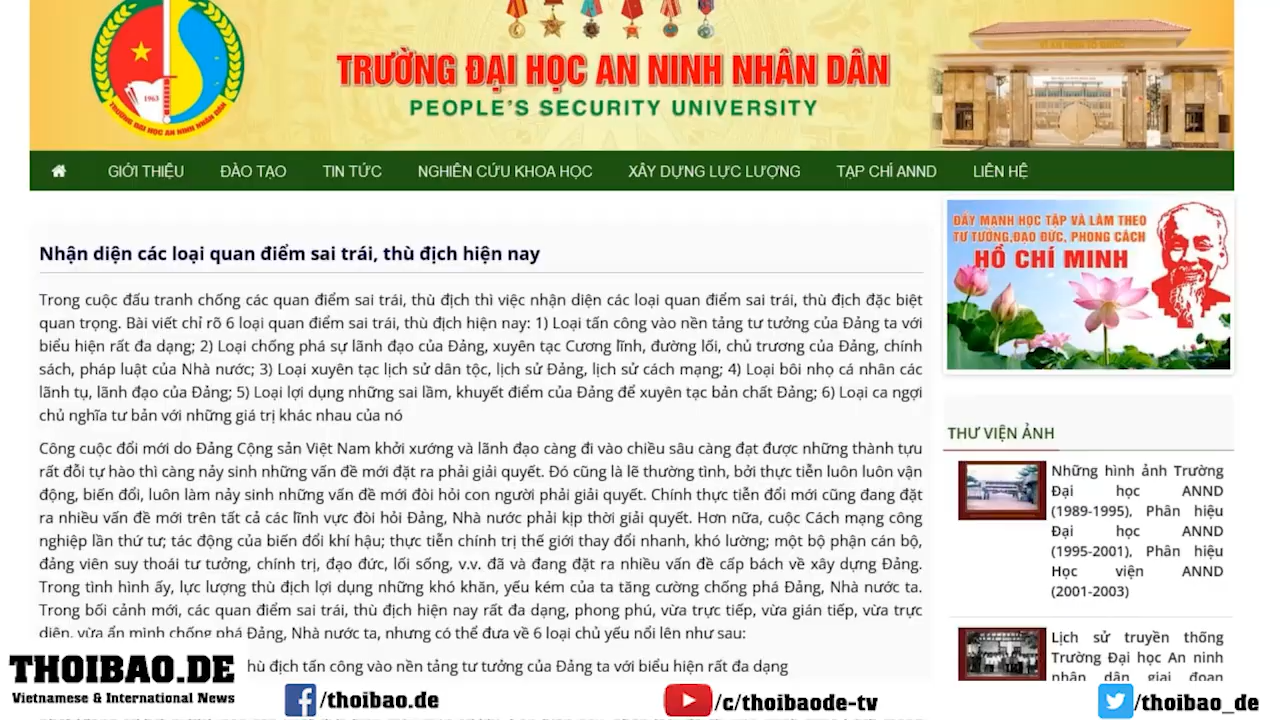 1963
TRƯỜNG ĐẠI HỌC AN NINH NHÂN DÂN
TRƯỜNG ĐẠI HỌC AN NINH NHÂN DÂN
PEOPLE'S SECURITY UNIVERSITY
GIỚI THIỆU ĐÀO TẠO TIN TỨC NGHIÊN CỨU KHOA HỌC XÂY DỰNG LỰC LƯỢNG TẠP CHÍ ANND LIÊN HỆ
Nhận diện các loại quan điểm sai trái, thù địch hiện nay
Trong cuộc đấu tranh chống các quan điểm sai trái, thù địch thì việc nhận diện các loại quan điểm sai trái, thù địch đặc biệt
quan trọng. Bài viết chỉ rõ 6 loại quan điểm sai trái, thù địch hiện nay: 1) Loại tấn công vào nền tảng tư tưởng của Đảng ta với
biểu hiện rất đa dạng; 2) Loại chống phá sự lãnh đạo của Đảng, xuyên tạc Cương lĩnh, đường lối, chủ trương của Đảng, chính
sách, pháp luật của Nhà nước; 3) Loại xuyên tạc lịch sử dân tộc, lịch sử Đảng, lịch sử cách mạng; 4) Loại bôi nhọ cá nhân các
lãnh tụ, lãnh đạo của Đảng; 5) Loại lợi dụng những sai lầm, khuyết điểm của Đảng để xuyên tạc bản chất Đảng; 6) Loại ca ngợi
chủ nghĩa tư bản với những giá trị khác nhau của nó
Công cuộc đổi mới do Đảng Cộng sản Việt Nam khởi xướng và lãnh đạo càng đi vào chiều sâu càng đạt được những thành tựu
rất đỗi tự hào thì càng nảy sinh những vấn đề mới đặt ra phải giải quyết. Đó cũng là lẽ thường tình, bởi thực tiễn luôn luôn vận
động, biến đổi, luôn làm nảy sinh những vấn đề mới đòi hỏi con người phải giải quyết. Chính thực tiễn đổi mới cũng đang đặt
ra nhiều vấn đề mới trên tất cả các lĩnh vực đòi hỏi Đảng, Nhà nước phải kịp thời giải quyết. Hơn nữa, cuộc Cách mạng công
nghiệp lần thứ tư; tác động của biến đổi khí hậu; thực tiễn chính trị thế giới thay đổi nhanh, khó lường; một bộ phận cán bộ,
đảng viên suy thoái tư tưởng, chính trị, đạo đức, lối sống, v.v. đã và đang đặt ra nhiều vấn đề cấp bách về xây dựng Đảng.
Trong tình hình ấy, lực lượng thù địch lợi dụng những khó khăn, yếu kém của ta tăng cường chống phá Đảng, Nhà nước ta.
Trong bối cảnh mới, các quan điểm sai trái, thù địch hiện nay rất đa dạng, phong phú, vừa trực tiếp, vừa gián tiếp, vừa trực
diện, vừa ẩn mình chống phá Đảng, Nhà nước ta, nhưng có thể đưa về 6 loại chủ yếu nổi lên như sau:
hù địch tấn công vào nền tảng tư tưởng của Đảng ta với biểu hiện rất đa dạng
ĐẨY MẠNH HỌC TẬP VÀ LÀM THEO
TƯ TƯỞNG,ĐẠO ĐỨC, PHONG CÁCH
HỒ CHÍ MINH
THƯ VIỆN ẢNH
Những hình ảnh Trường
Đại học ANND
(1989-1995), Phân hiệu
Đại học ANND
(1995-2001), Phân hiệu
Học viện ANND
(2001-2003)
Lịch sử truyền thống
Trường Đại học An ninh
nhân dân giai đoạn
THOIBAO.DE
Vietnamese & International News
/thoibao.de
/c/thoibaode-tv
/thoibao_de